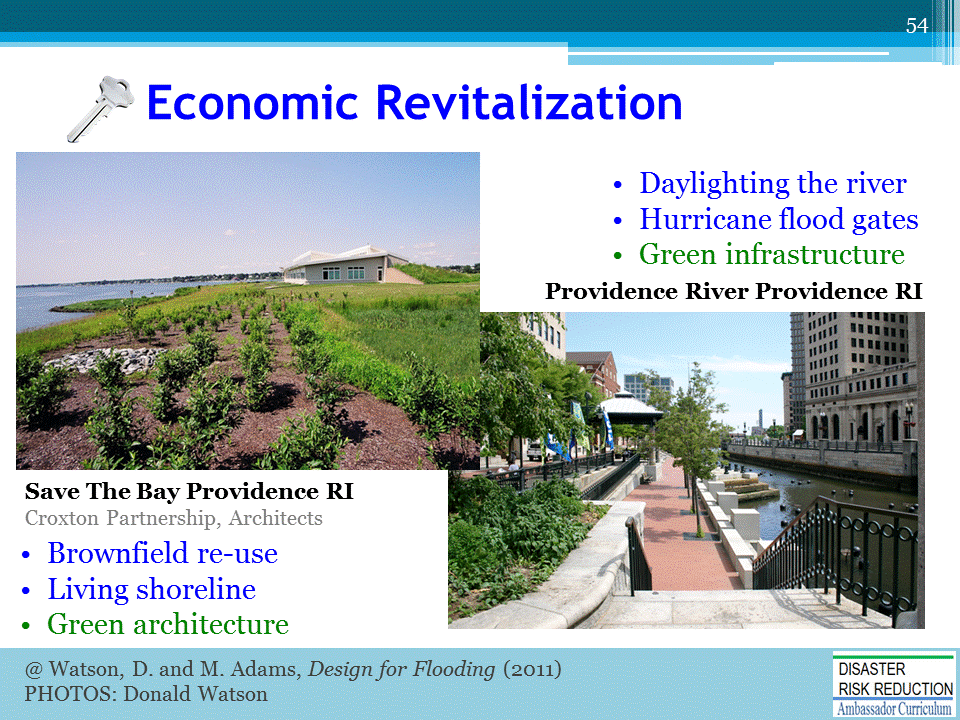 54
Economic Revitalization
• Daylighting the river
• Hurricane flood gates
• Green infrastructure
Providence River Providence RI
Save The Bay Providence RI
Croxton Partnership, Architects
• Brownfield re-use
• Living shoreline
• Green architecture
@ Watson, D. and M. Adams, Design for Flooding (2011)
PHOTOS: Donald Watson
DISASTER
RISK REDUCTION
Ambassador Curriculum